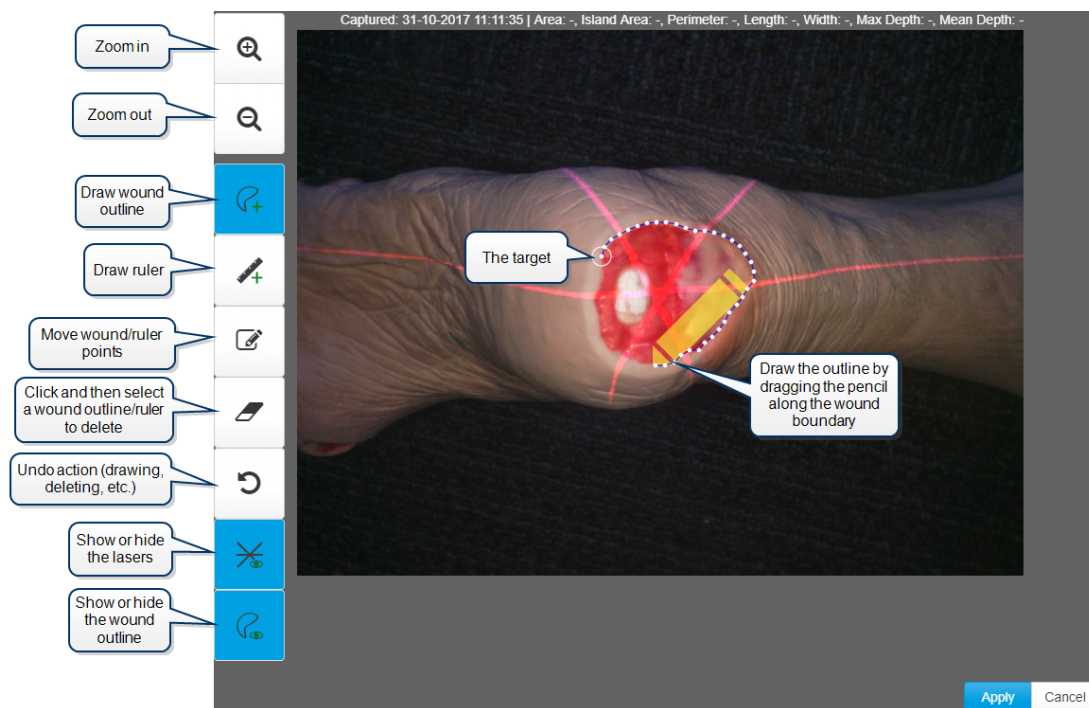 Captured: 31-10-2017 11:11:35 | Area: -, Island Area: -, Perimeter: -, Length: -, Width: -, Max Depth: -, Mean Depth: -
Zoom in
Zoom out
Draw wound
outline
Draw ruler
Move wound/ruler
points
Click and then select
a wound outline/ruler
to delete
Undo action (drawing,
deleting, etc.)
Show or hide
the lasers
Show or hide
the wound
outline
The target
Draw the outline by
dragging the pencil
along the wound
boundary
Apply
Cancel